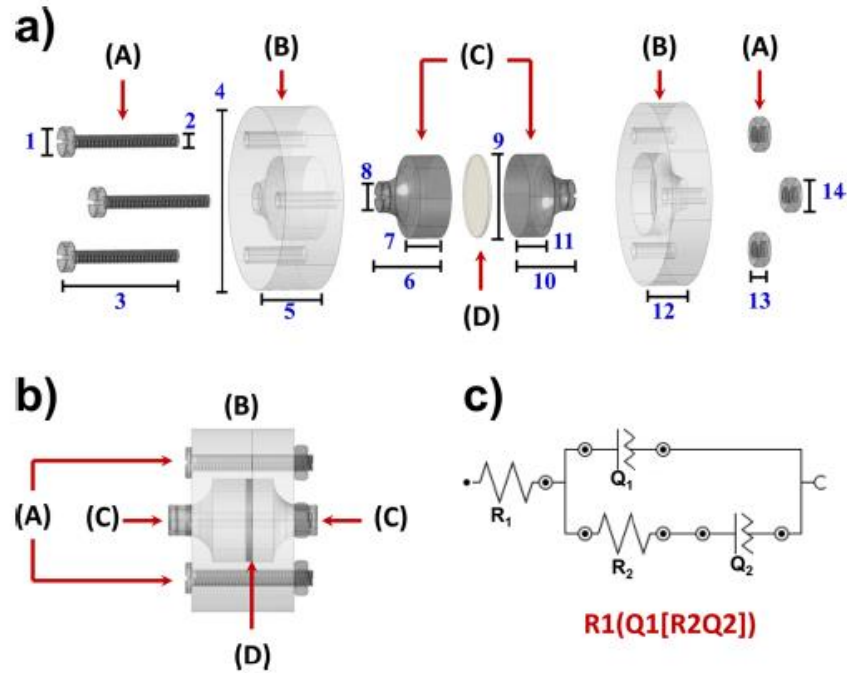 a)
(A) (B) (C) (B) (A)
4
1 2 9 8 14
7 11
6 10
3 5 (D) 12 13
b) (B) c)
(A) (C) (C)
(D)
R1 Q1
R2 Q2
R1(Q1[R2Q2])